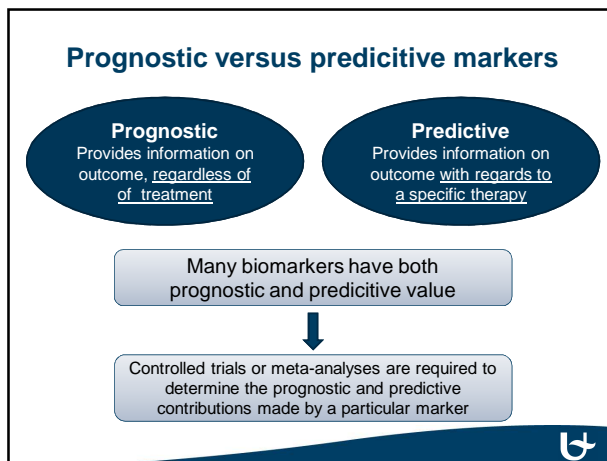 Prognostic versus predicitive markers
Prognostic
Provides information on
outcome, regardless of
of treatment
Predictive
Provides information on
outcome with regards to
a specific therapy
Many biomarkers have both
prognostic and predicitive value
Controlled trials or meta-analyses are required to
determine the prognostic and predictive
contributions made by a particular marker